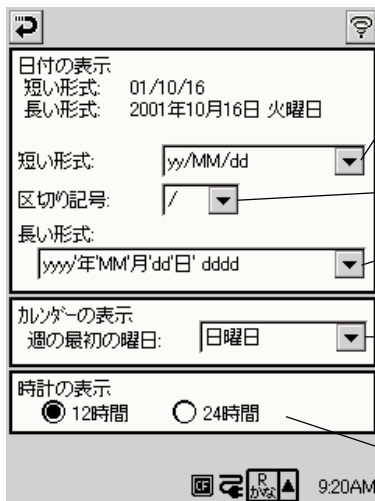 日付の表示
短い形式: 01/10/16
長い形式: 2001年10月16日 火曜日
短い形式: yy/MM/dd
区切り記号: /
長い形式:
yyyy'年'MM'月'dd'日' dddd
カレンダーの表示
週の最初の曜日: 日曜日
時計の表示
12時間 24時間
CF R かな 9:20AM